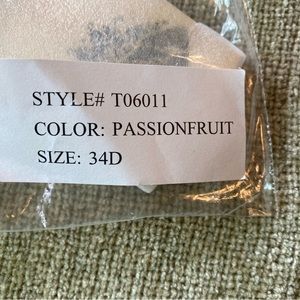 STYLE# T06011
COLOR: PASSIONFRUIT
SIZE: 34D